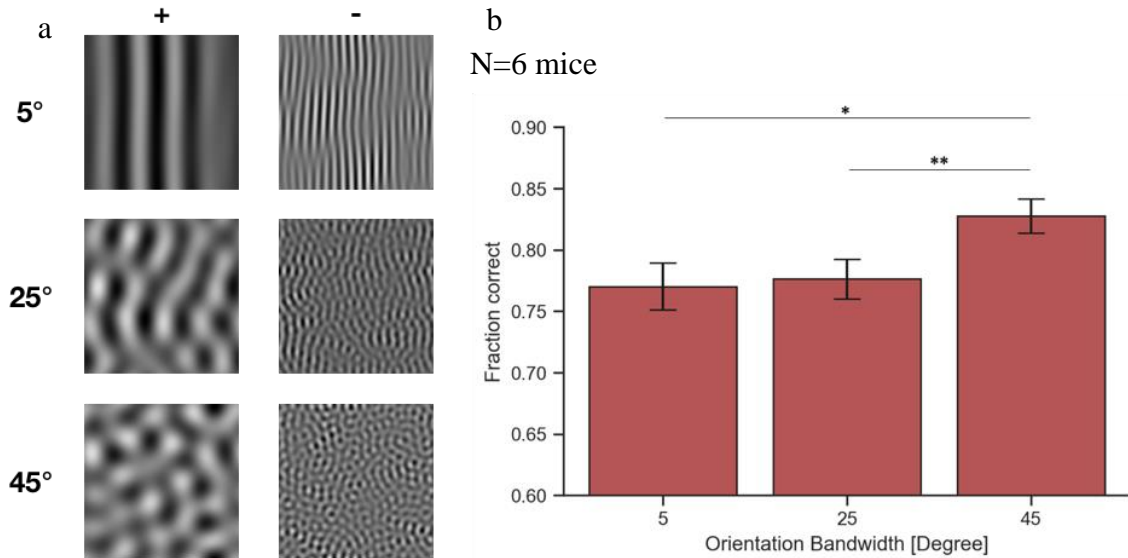 a
+ -
5°
25°
45°
b
N=6 mice
*
**
0.90
0.85
0.80
0.75
0.70
0.65
0.60
Fraction correct
5 25 45
Orientation Bandwidth [Degree]